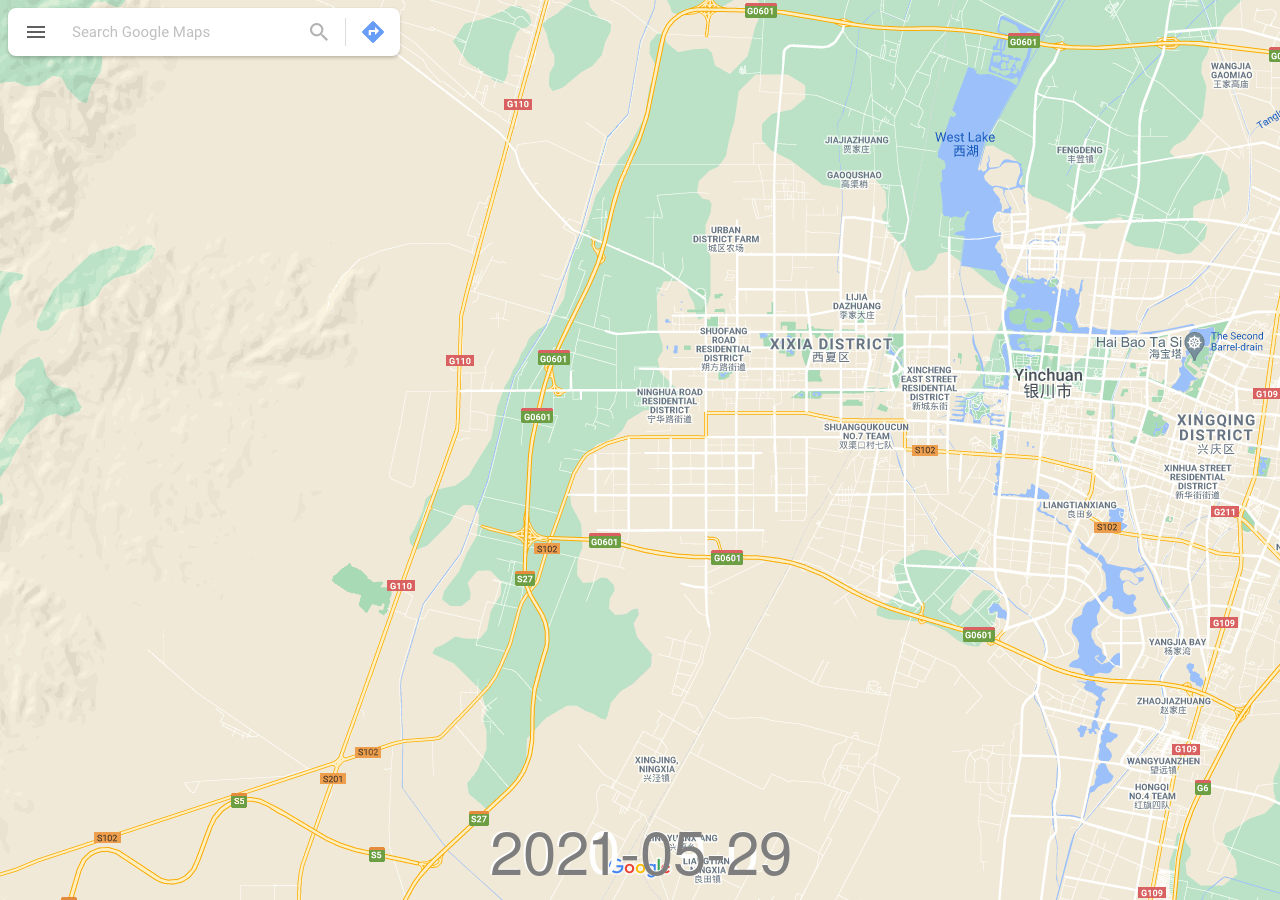 Search Google Maps
G0601
G0601
G0
WANGJIA
GAOMIAO
王家高庙
G110
West Lake
西湖
JIAJIAZHUANG
贾家庄
FENGDENG
丰登镇
GAOQUSHAO
高渠梢
URBAN
DISTRICT FARM
城区农场
LIJIA
DAZHUANG
李家大庄
SHUOFANG
ROAD
RESIDENTIAL
DISTRICT
朔方路街道
XIXIA DISTRICT
西夏区
Hai Bao Ta Si
海宝塔
The Second
Barrel-drain
G110
G0601
XINCHENG
EAST STREET
RESIDENTIAL
DISTRICT
新城东街
Yinchuan
银川市
NINGHUA ROAD
RESIDENTIAL
DISTRICT
宁华路街道
G109
G0601
XINGQING
DISTRICT
兴庆区
SHUANGQUKOUCUN
NO.7 TEAM
双渠口村七队
S102
XINHUA STREET
RESIDENTIAL
DISTRICT
新华街街道
LIANGTIANXIANG
良田乡
G211
S102
G0601
S102
G0601
S27
G110
G109
G0601
YANGJIA BAY
杨家湾
ZHAOJIAZHUANG
赵家庄
S102
S201
G109
XINGJING,
NINGXIA
兴泾镇
WANGYUANZHEN
望远镇
HONGQI
NO.4 TEAM
红旗四队
G6
S5
S27
S102
S5
2021-05-29
Google
良田镇
G109